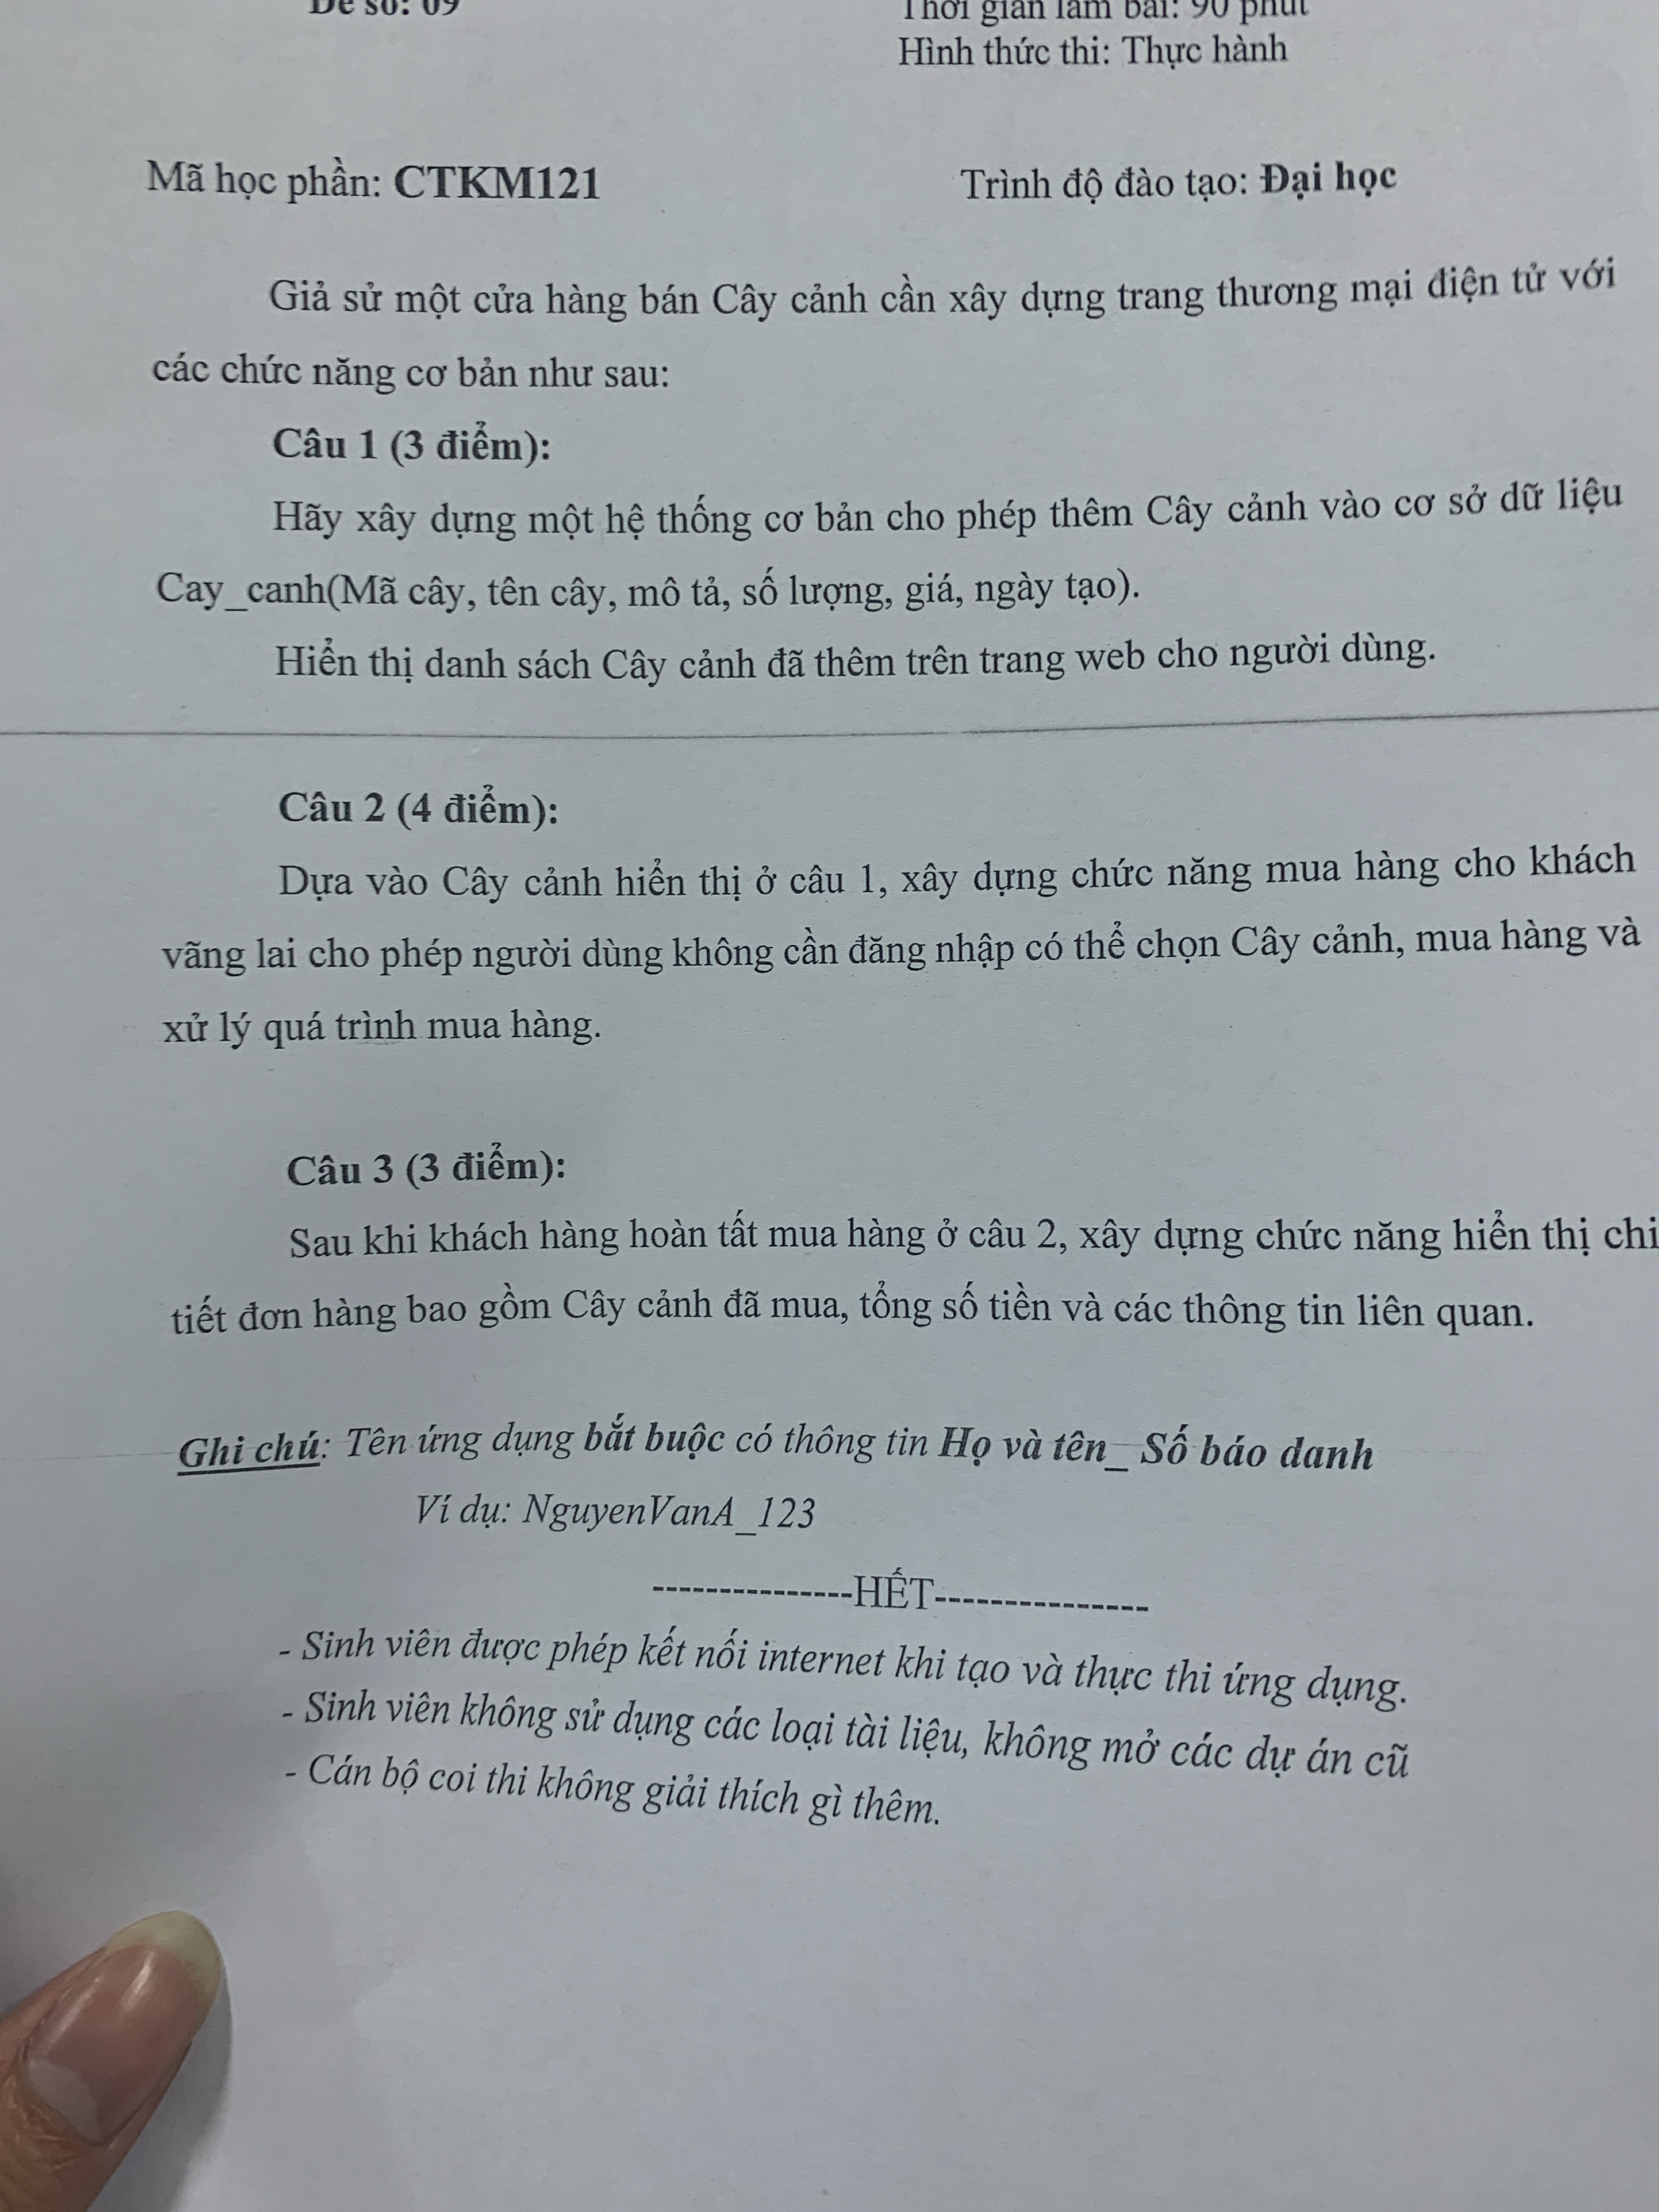 Đề số: 09
Thời gian làm bài: 90 phút
Hình thức thi: Thực hành
Mã học phần: CTKM121
Trình độ đào tạo: Đại học
Giả sử một cửa hàng bán Cây cảnh cần xây dựng trang thương mại điện tử với
các chức năng cơ bản như sau:
Câu 1 (3 điểm):
Hãy xây dựng một hệ thống cơ bản cho phép thêm Cây cảnh vào cơ sở dữ liệu
Cay_canh(Mã cây, tên cây, mô tả, số lượng, giá, ngày tạo).
Hiển thị danh sách Cây cảnh đã thêm trên trang web cho người dùng.
Câu 2 (4 điểm):
Dựa vào Cây cảnh hiển thị ở câu 1, xây dựng chức năng mua hàng cho khách
vãng lai cho phép người dùng không cần đăng nhập có thể chọn Cây cảnh, mua hàng và
xử lý quá trình mua hàng.
Câu 3 (3 điểm):
Sau khi khách hàng hoàn tất mua hàng ở câu 2, xây dựng chức năng hiển thị chi
tiết đơn hàng bao gồm Cây cảnh đã mua, tổng số tiền và các thông tin liên quan.
Ghi chú: Tên ứng dụng bắt buộc có thông tin Họ và tên_ Số báo danh
Ví dụ: NguyenVanA_123
---------------HẾT----------------
- Sinh viên được phép kết nối internet khi tạo và thực thi ứng dụng.
- Sinh viên không sử dụng các loại tài liệu, không mở các dự án cũ
- Cán bộ coi thi không giải thích gì thêm.